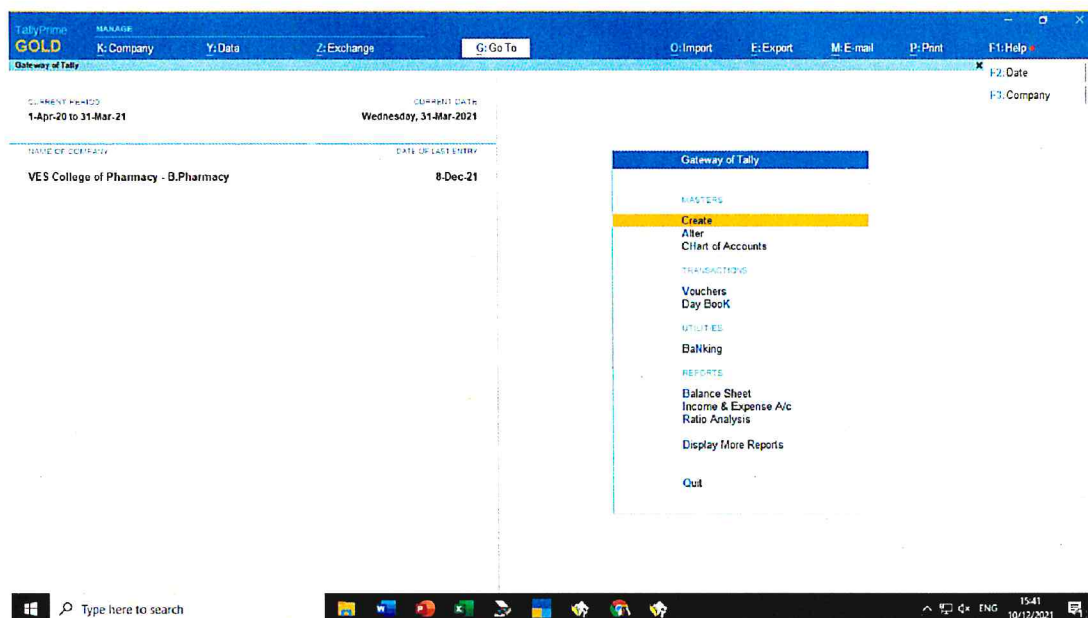 TallyPrime
GOLD
MANAGE
K: Company
Y: Data
Z: Exchange
G: Go To
O: Import
E: Export
M: E-mail
P: Print
F1: Help
Gateway of Tally
F2: Date
F3: Company
CURRENT PERIOD
CURRENT DATE
1-Apr-20 to 31-Mar-21
Wednesday, 31-Mar-2021
NAME OF COMPANY
DATE OF LAST ENTRY
VES College of Pharmacy - B.Pharmacy
8-Dec-21
Gateway of Tally
MASTERS
Create
Alter
CHart of Accounts
TRANSACTIONS
Vouchers
Day BooK
UTILITIES
BaNking
REPORTS
Balance Sheet
Income & Expense A/c
Ratio Analysis
Display More Reports
Quit
Type here to search
ENG
15:41
10/12/2021